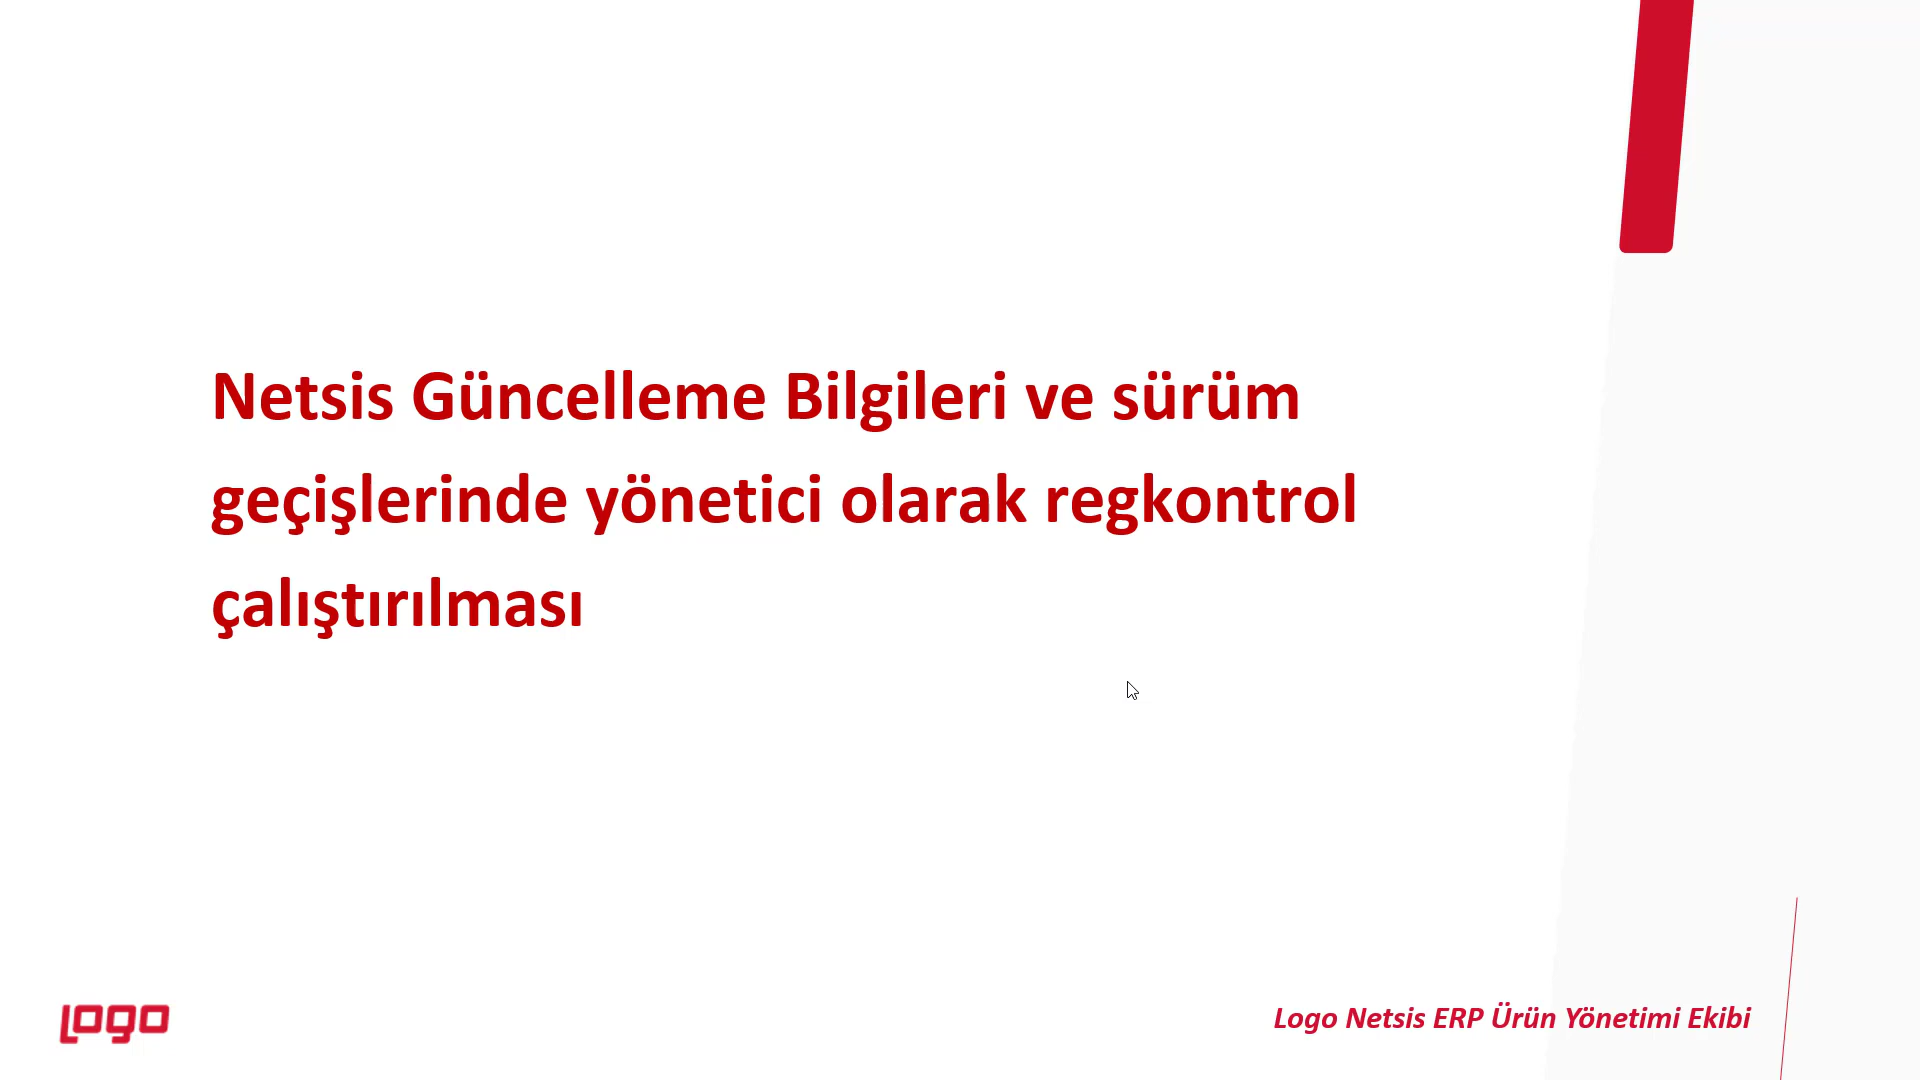 Netsis Güncelleme Bilgileri ve sürüm
geçişlerinde yönetici olarak regkontrol
çalıştırılması
LOGO
Logo Netsis ERP Ürün Yönetimi Ekibi